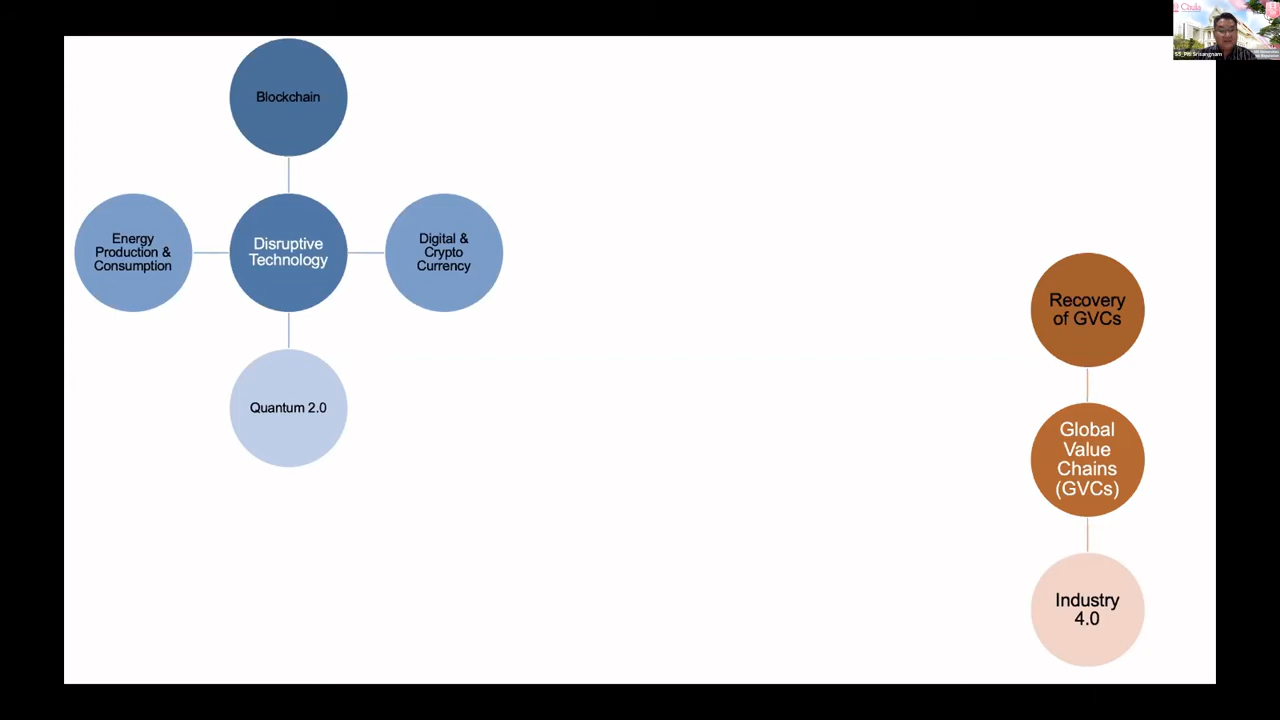 Chula
Blockchain
Energy
Production &
Consumption
Disruptive
Technology
Digital &
Crypto
Currency
Quantum 2.0
Recovery
of GVCs
Global
Value
Chains
(GVCs)
Industry
4.0